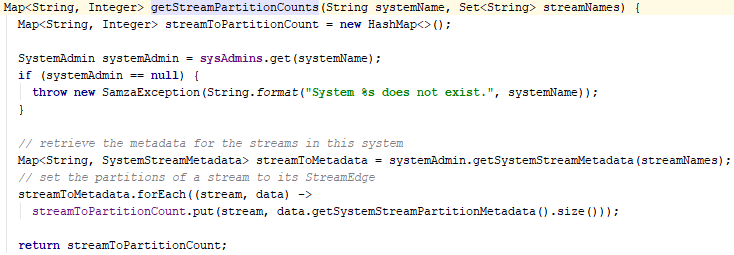 Map<String, Integer> getStreamPartitionCounts(String systemName, Set<String> streamNames) {
Map<String, Integer> streamToPartitionCount = new HashMap<>();
SystemAdmin systemAdmin = sysAdmins.get(systemName);
if (systemAdmin == null) {
throw new SamzaException(String.format("System %s does not exist.", systemName));
}
// retrieve the metadata for the streams in this system
Map<String, SystemStreamMetadata> streamToMetadata = systemAdmin.getSystemStreamMetadata(streamNames);
// set the partitions of a stream to its StreamEdge
streamToMetadata.forEach((stream, data) ->
streamToPartitionCount.put(stream, data.getSystemStreamPartitionMetadata().size()));
return streamToPartitionCount;